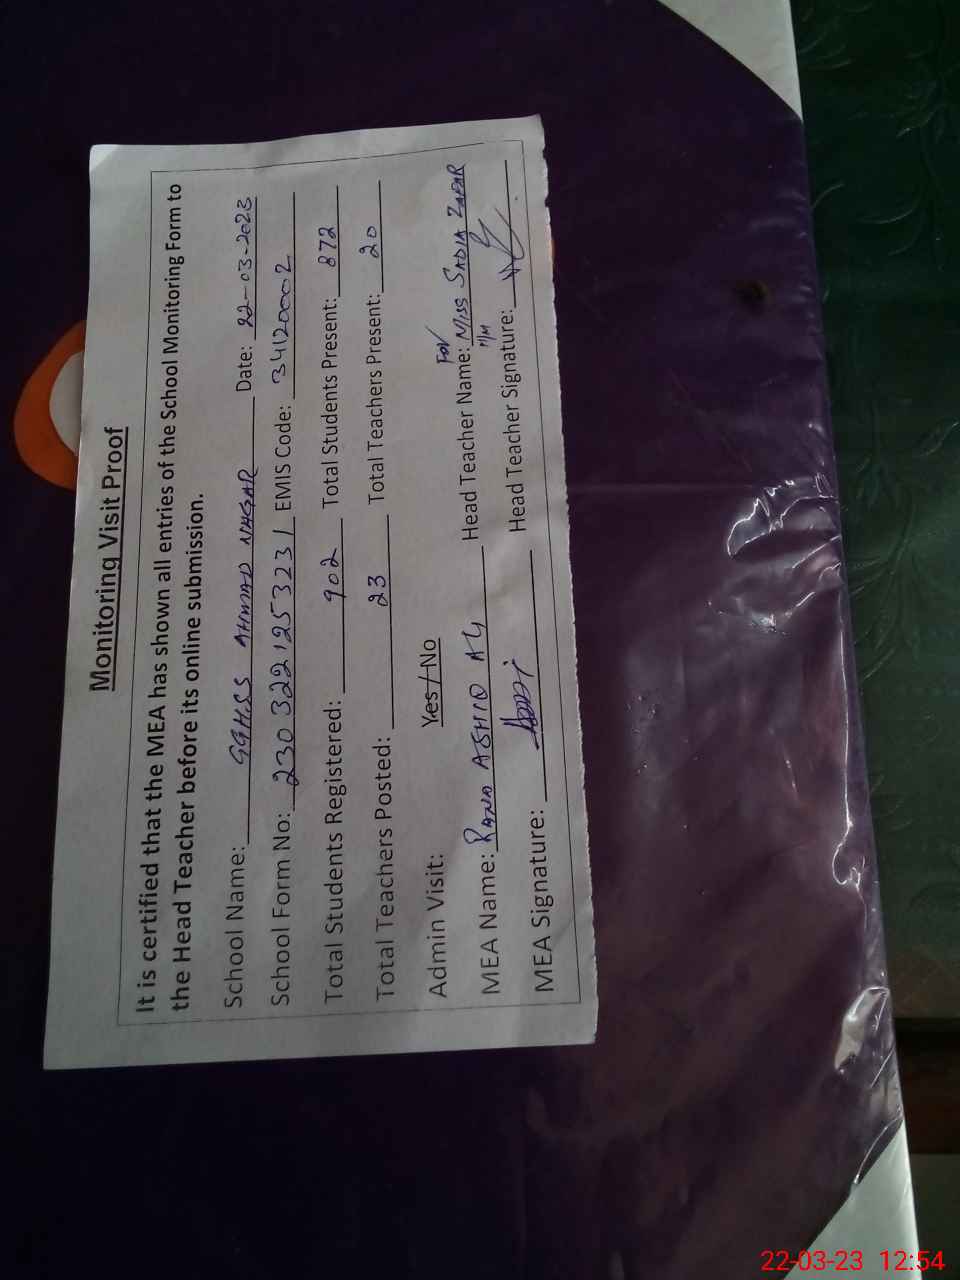 Monitoring Visit Proof
It is certified that the MEA has shown all entries of the School Monitoring Form to
the Head Teacher before its online submission.
School Name: GGHSS AHMAD NAGAR Date: 22-03-2023
School Form No: 230322125323 / EMIS Code: 34120002
Total Students Registered: 902 Total Students Present: 872
Total Teachers Posted: 23 Total Teachers Present: 20
Admin Visit: Yes/No
For
MEA Name: RANA ASHIQ ALI Head Teacher Name: MISS SADIA ZAFAR
H/M
MEA Signature: Head Teacher Signature:
22-03-23 12:54